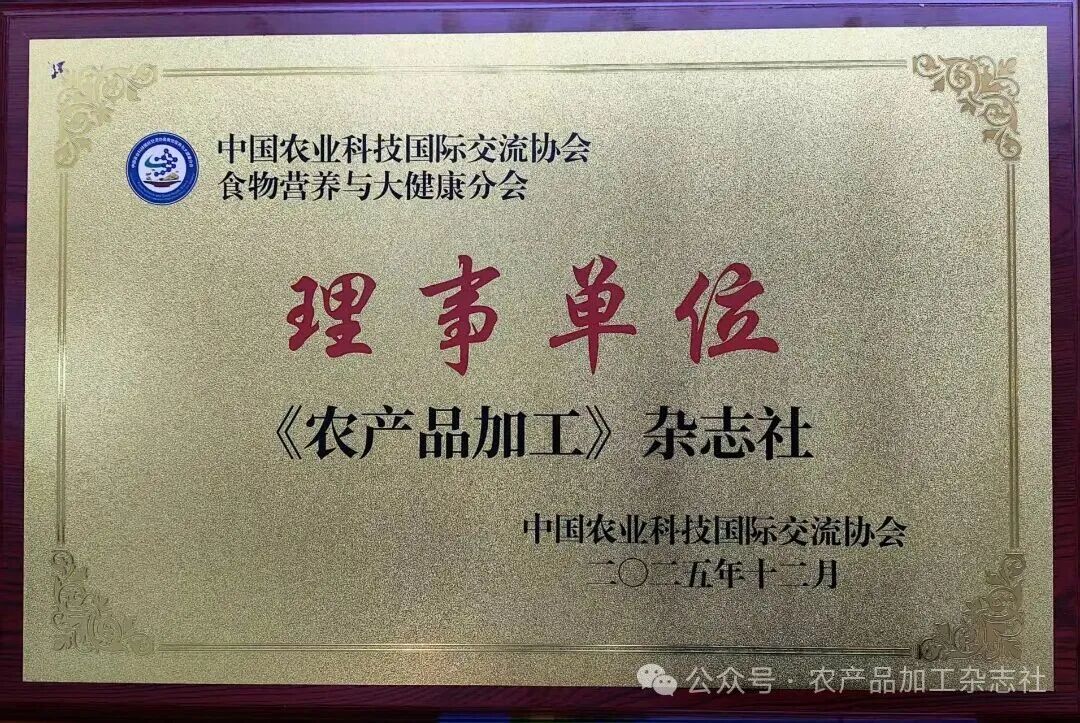 中国农业科技国际交流协会
食物营养与大健康分会
理事单位
《农产品加工》杂志社
中国农业科技国际交流协会
二〇二五年十二月
公众号·农产品加工杂志社